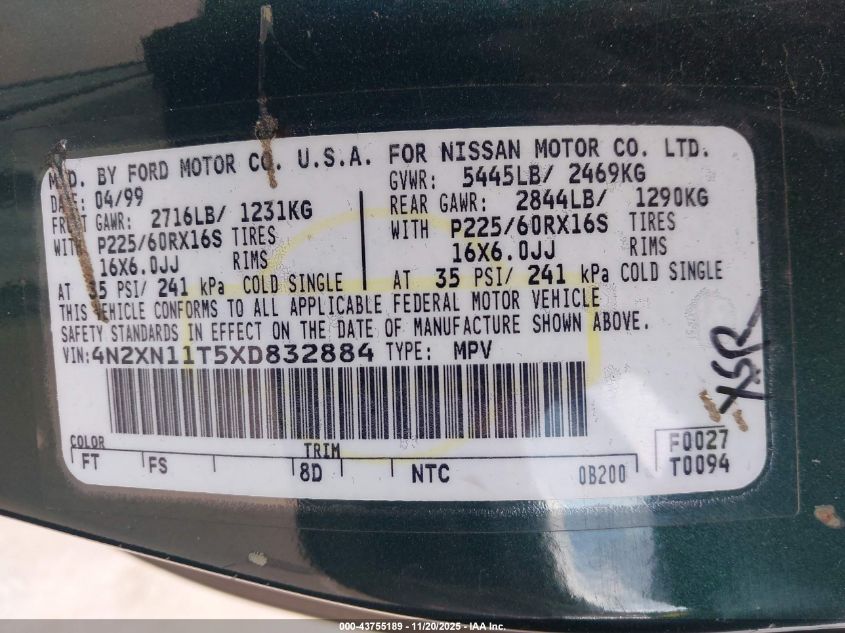 MFD. BY FORD MOTOR CO. U.S.A. FOR NISSAN MOTOR CO. LTD.
DATE: 04/99 GVWR: 5445LB/ 2469KG
FRONT GAWR: 2716LB/ 1231KG REAR GAWR: 2844LB/ 1290KG
WITH P225/60RX16S TIRES WITH P225/60RX16S TIRES
16X6.0JJ RIMS 16X6.0JJ RIMS
AT 35 PSI/ 241 kPa COLD SINGLE AT 35 PSI/ 241 kPa COLD SINGLE
THIS VEHICLE CONFORMS TO ALL APPLICABLE FEDERAL MOTOR VEHICLE
SAFETY STANDARDS IN EFFECT ON THE DATE OF MANUFACTURE SHOWN ABOVE.
VIN:4N2XN11T5XD832884 TYPE: MPV
XSR
COLOR TRIM F0027
FT FS 8D NTC 0B200 T0094
000-43755189 - 11/20/2025 - IAA Inc.